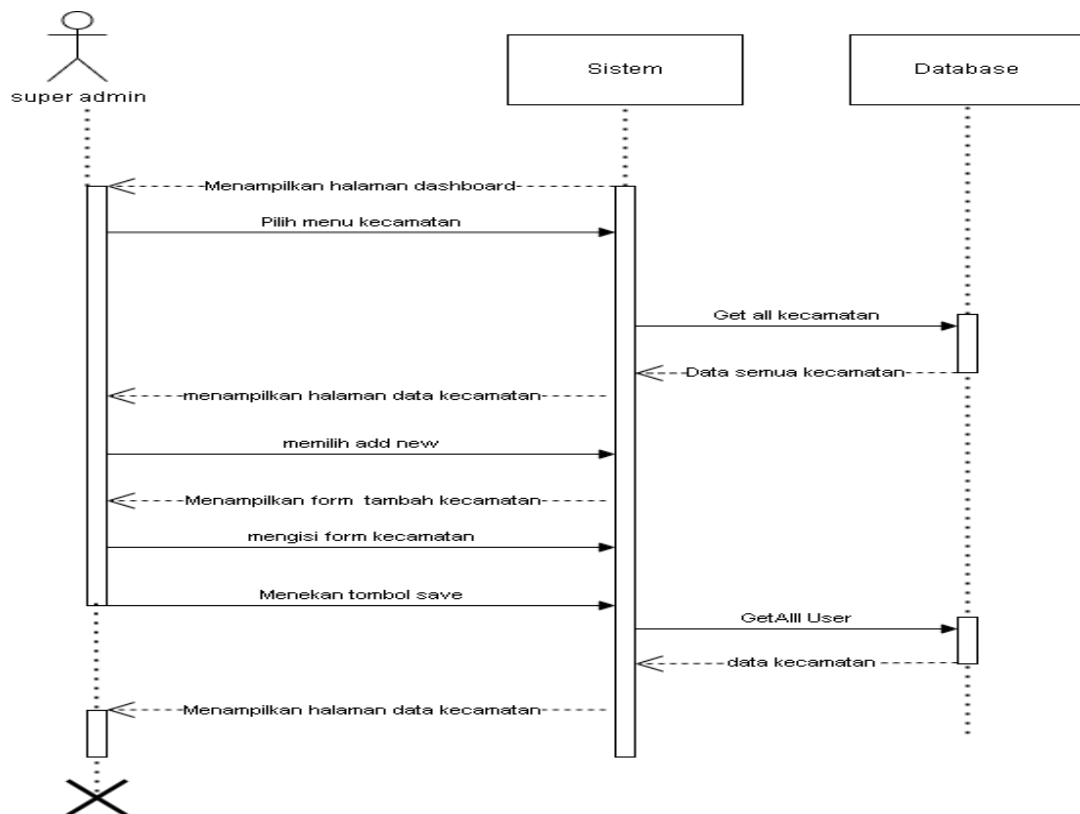 super admin
Sistem
Database
Menampilkan halaman dashboard
Pilih menu kecamatan
Get all kecamatan
Data semua kecamatan
menampilkan halaman data kecamatan
memilih add new
Menampilkan form tambah kecamatan
mengisi form kecamatan
Menekan tombol save
GetAlll User
data kecamatan
Menampilkan halaman data kecamatan